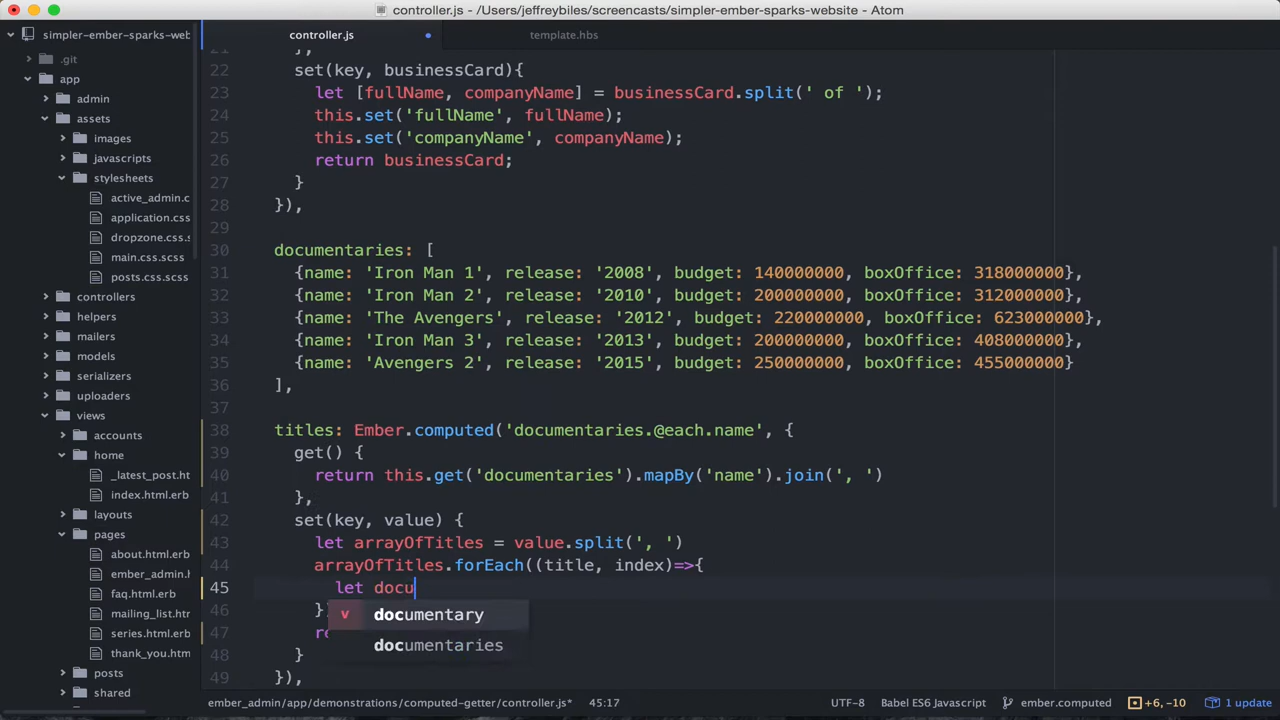 controller.js - /Users/jeffreybiles/screencasts/simpler-ember-sparks-website - Atom
simpler-ember-sparks-web
.git
app
admin
assets
images
javascripts
stylesheets
active_admin.c
application.css
dropzone.css.s
main.css.scss
posts.css.scss
controllers
helpers
mailers
models
serializers
uploaders
views
accounts
home
_latest_post.ht
index.html.erb
layouts
pages
about.html.erb
ember_admin.h
faq.html.erb
mailing_list.htm
series.html.erb
thank_you.htm
posts
shared
controller.js
template.hbs
21 },
22 set(key, businessCard){
23 let [fullName, companyName] = businessCard.split(' of ');
24 this.set('fullName', fullName);
25 this.set('companyName', companyName);
26 return businessCard;
27 }
28 }),
29
30 documentaries: [
31 {name: 'Iron Man 1', release: '2008', budget: 140000000, boxOffice: 318000000},
32 {name: 'Iron Man 2', release: '2010', budget: 200000000, boxOffice: 312000000},
33 {name: 'The Avengers', release: '2012', budget: 220000000, boxOffice: 623000000},
34 {name: 'Iron Man 3', release: '2013', budget: 200000000, boxOffice: 408000000},
35 {name: 'Avengers 2', release: '2015', budget: 250000000, boxOffice: 455000000}
36 ],
37
38 titles: Ember.computed('documentaries.@each.name', {
39 get() {
40 return this.get('documentaries').mapBy('name').join(', ')
41 },
42 set(key, value) {
43 let arrayOfTitles = value.split(', ')
44 arrayOfTitles.forEach((title, index)=>{
45 let docu
v documentary
documentaries
46 }
47 re
48 }
49 }),
ember_admin/app/demonstrations/computed-getter/controller.js* 45:17 UTF-8 Babel ES6 Javascript ember.computed +6, -10 1 update